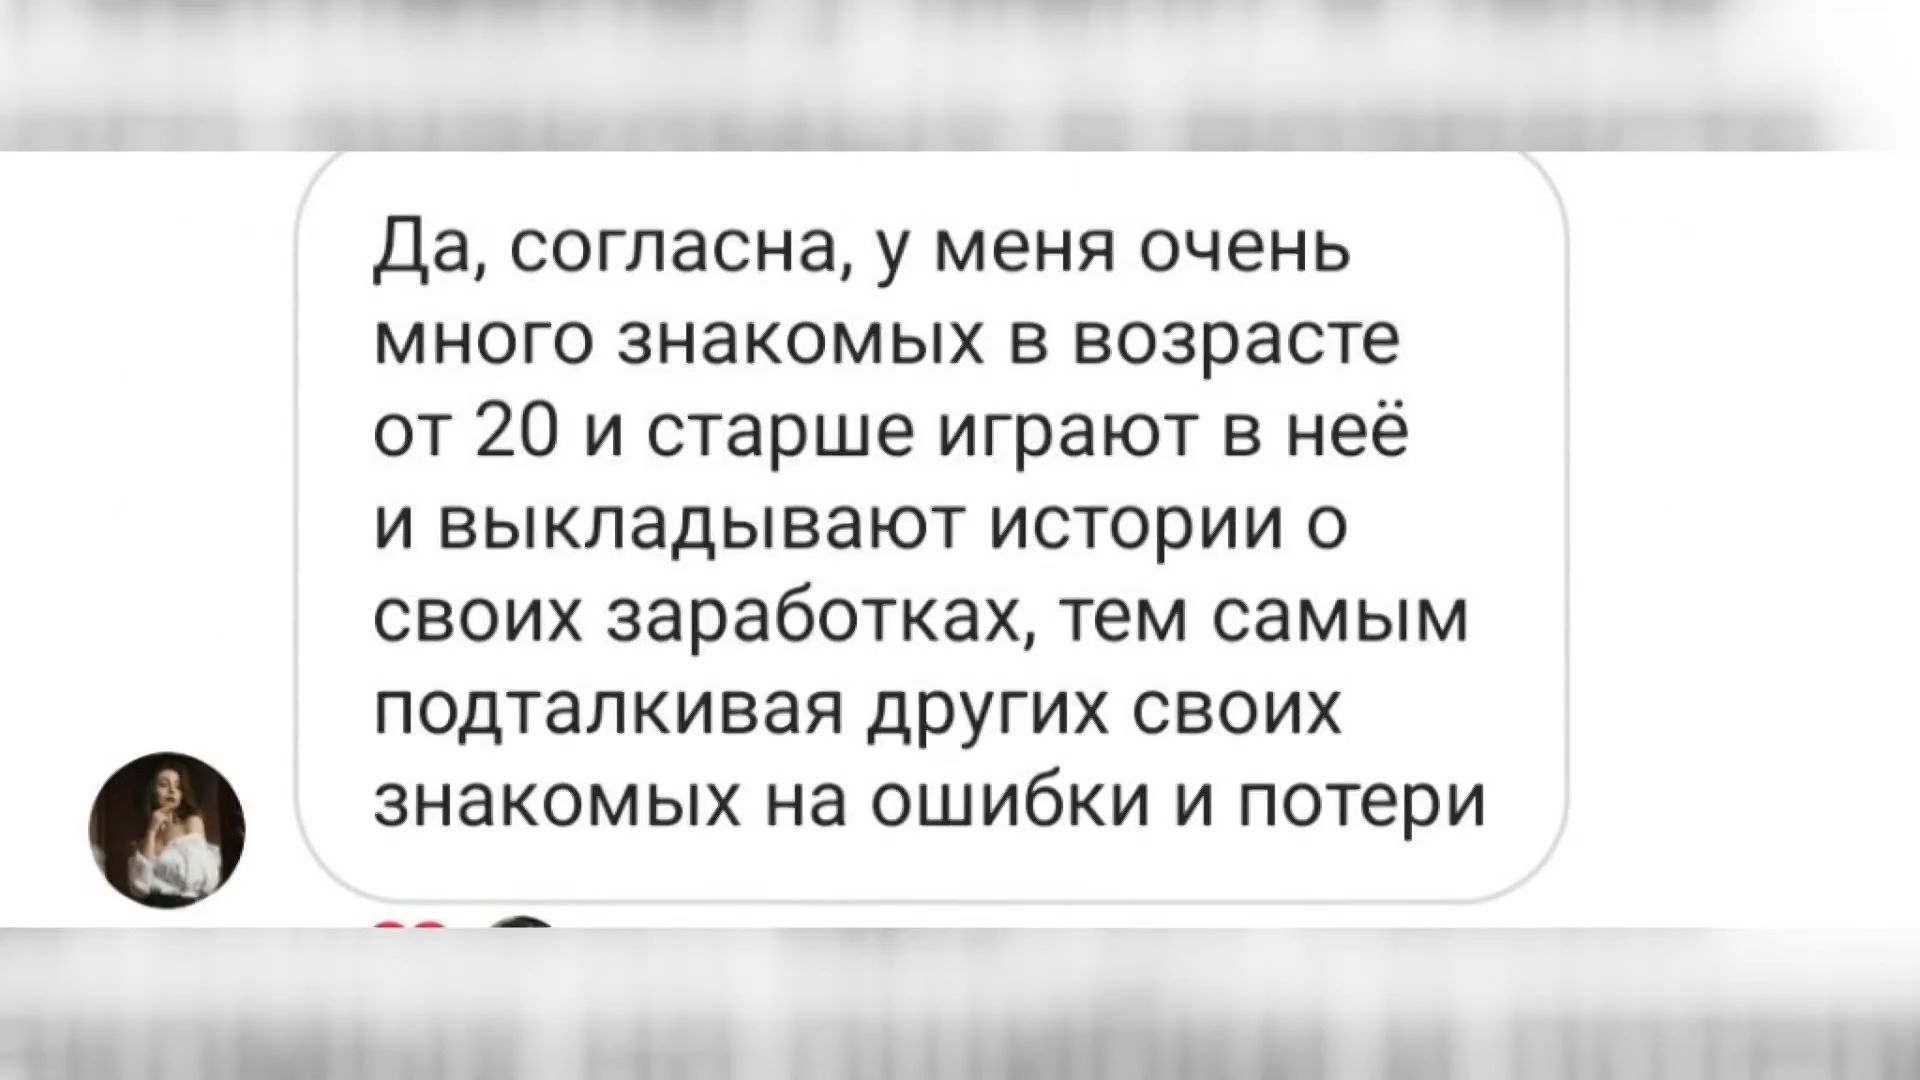 Да, согласна, у меня очень
много знакомых в возрасте
от 20 и старше играют в неё
и выкладывают истории о
своих заработках, тем самым
подталкивая других своих
знакомых на ошибки и потери